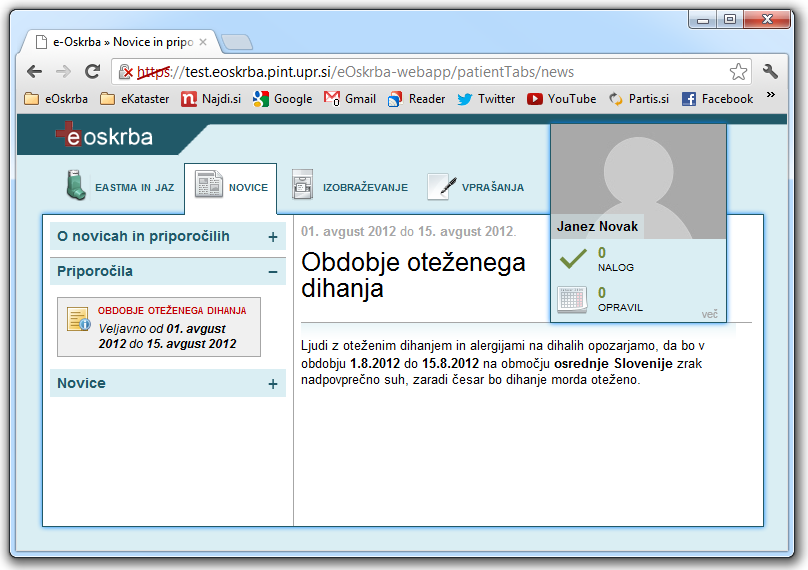 e-Oskrba » Novice in pripo
https://test.eoskrba.pint.upr.si/eOskrba-webapp/patientTabs/news
eOskrba eKataster Najdi.si Google Gmail Reader Twitter YouTube Partis.si Facebook »
eoskrba
EASTMA IN JAZ NOVICE IZOBRAŽEVANJE VPRAŠANJA
Janez Novak
0
NALOG
0
OPRAVIL
več
O novicah in priporočilih +
Priporočila −
OBDOBJE OTEŽENEGA DIHANJA
Veljavno od 01. avgust
2012 do 15. avgust 2012
Novice +
01. avgust 2012 do 15. avgust 2012.
Obdobje oteženega
dihanja
Ljudi z oteženim dihanjem in alergijami na dihalih opozarjamo, da bo v
obdobju 1.8.2012 do 15.8.2012 na območju osrednje Slovenije zrak
nadpovprečno suh, zaradi česar bo dihanje morda oteženo.